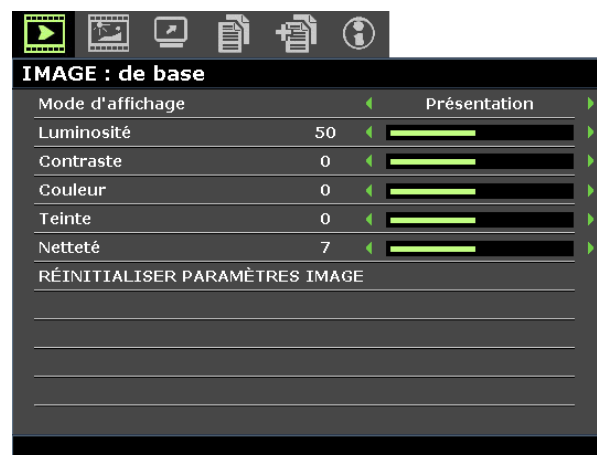 IMAGE : de base
Mode d'affichage Présentation
Luminosité 50
Contraste 0
Couleur 0
Teinte 0
Netteté 7
RÉINITIALISER PARAMÈTRES IMAGE